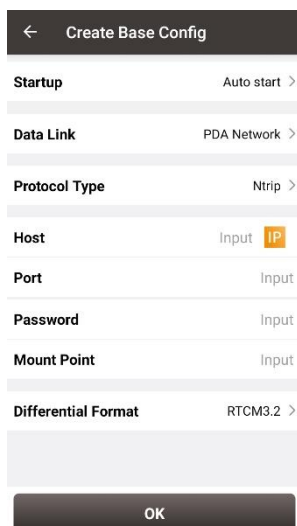 ← Create Base Config
Startup Auto start >
Data Link PDA Network >
Protocol Type Ntrip >
Host Input IP
Port Input
Password Input
Mount Point Input
Differential Format RTCM3.2 >
OK